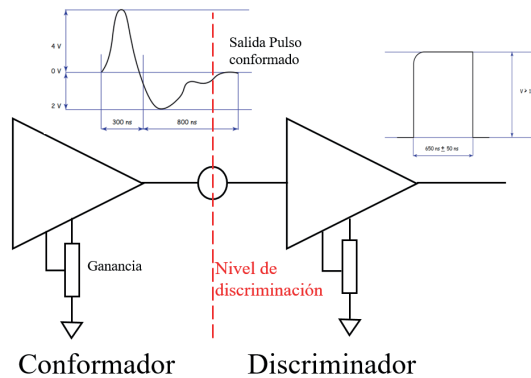 Salida Pulso
conformado
4 V
0 V
2 V
300 ns
800 ns
650 ns ± 50 ns
Ganancia
Nivel de
discriminación
Conformador
Discriminador